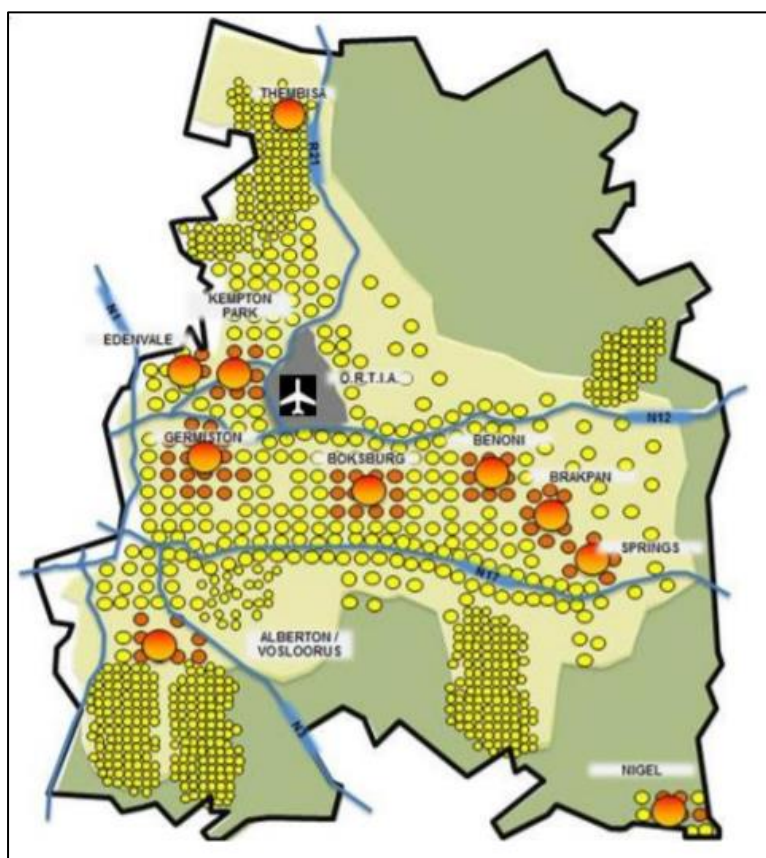 THEMBISA
R21
KEMPTON
PARK
N1
EDENVALE
O.R.T.I.A.
N12
GERMISTON
BENONI
BOKSBURG
BRAKPAN
SPRINGS
N17
ALBERTON /
VOSLOORUS
N3
NIGEL